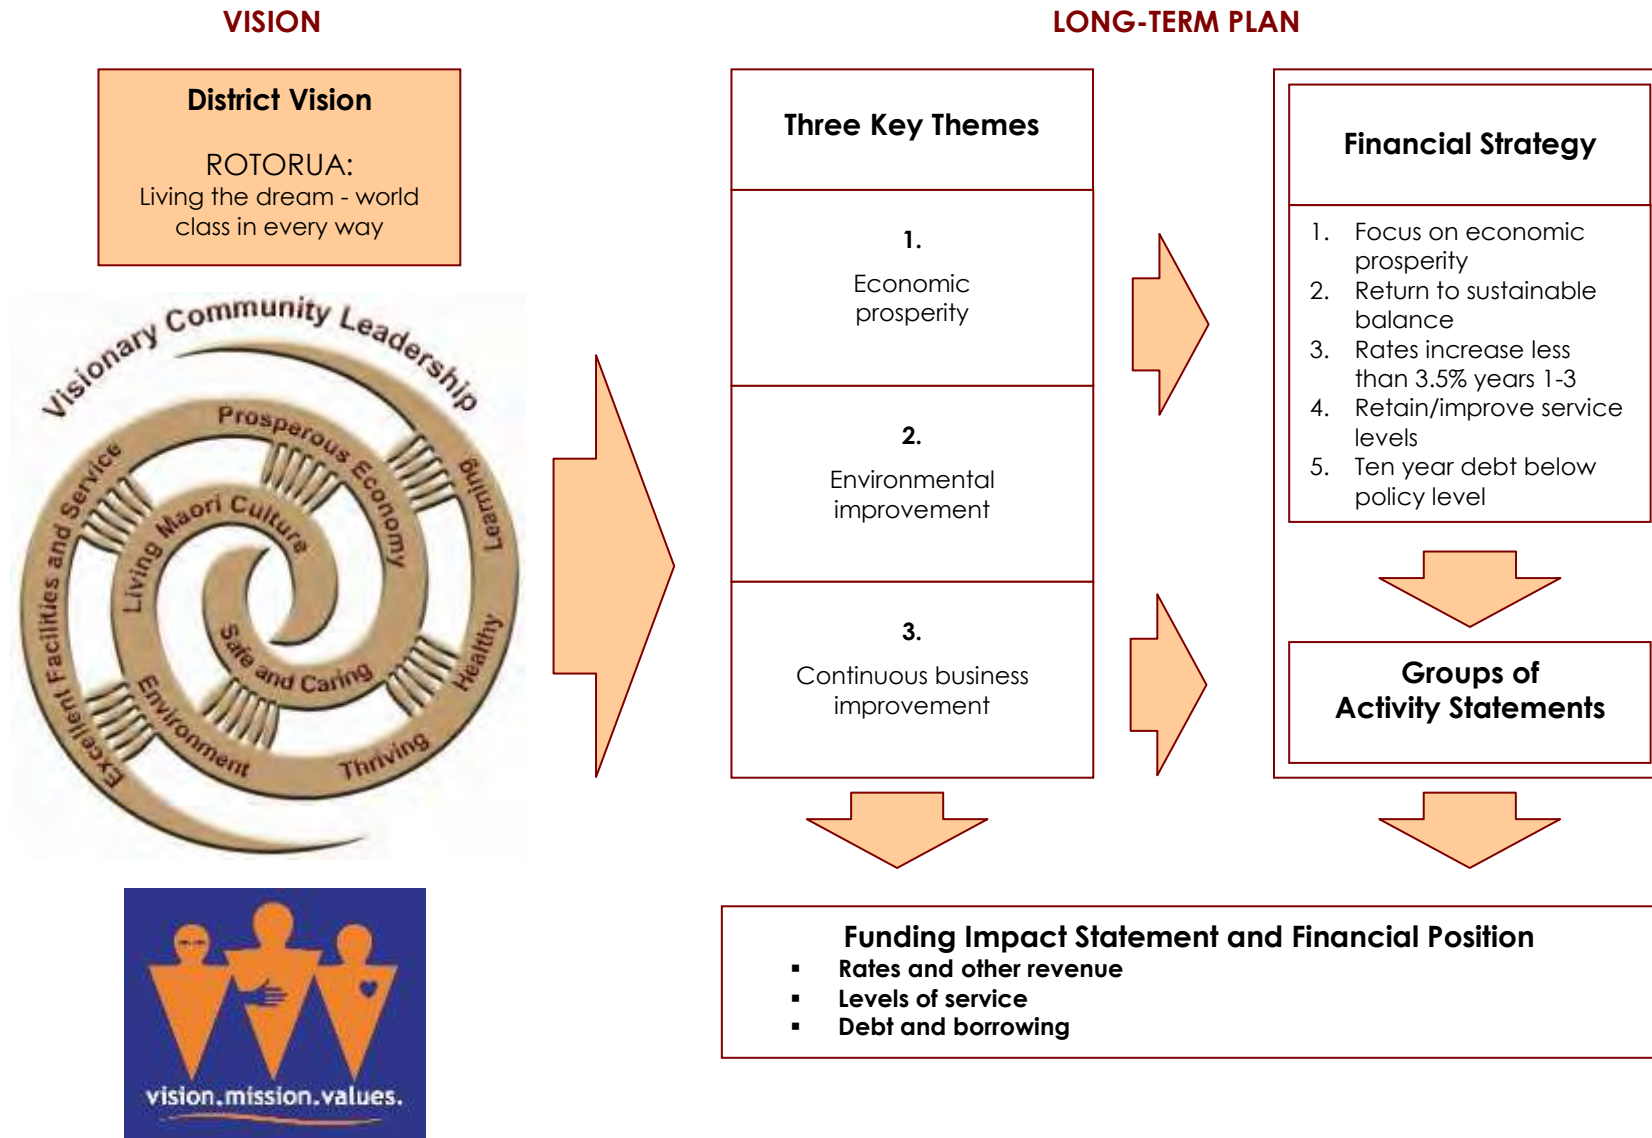 VISION
LONG-TERM PLAN
District Vision
ROTORUA:
Living the dream - world
class in every way
Visionary Community Leadership
Prosperous Economy
Learning
Excellent Facilities and Service
Living Maori Culture
Safe and Caring
Environment
Thriving
Healthy
vision.mission.values.
Three Key Themes
1.
Economic
prosperity
2.
Environmental
improvement
3.
Continuous business
improvement
Financial Strategy
1. Focus on economic
prosperity
2. Return to sustainable
balance
3. Rates increase less
than 3.5% years 1-3
4. Retain/improve service
levels
5. Ten year debt below
policy level
Groups of
Activity Statements
Funding Impact Statement and Financial Position
▪ Rates and other revenue
▪ Levels of service
▪ Debt and borrowing